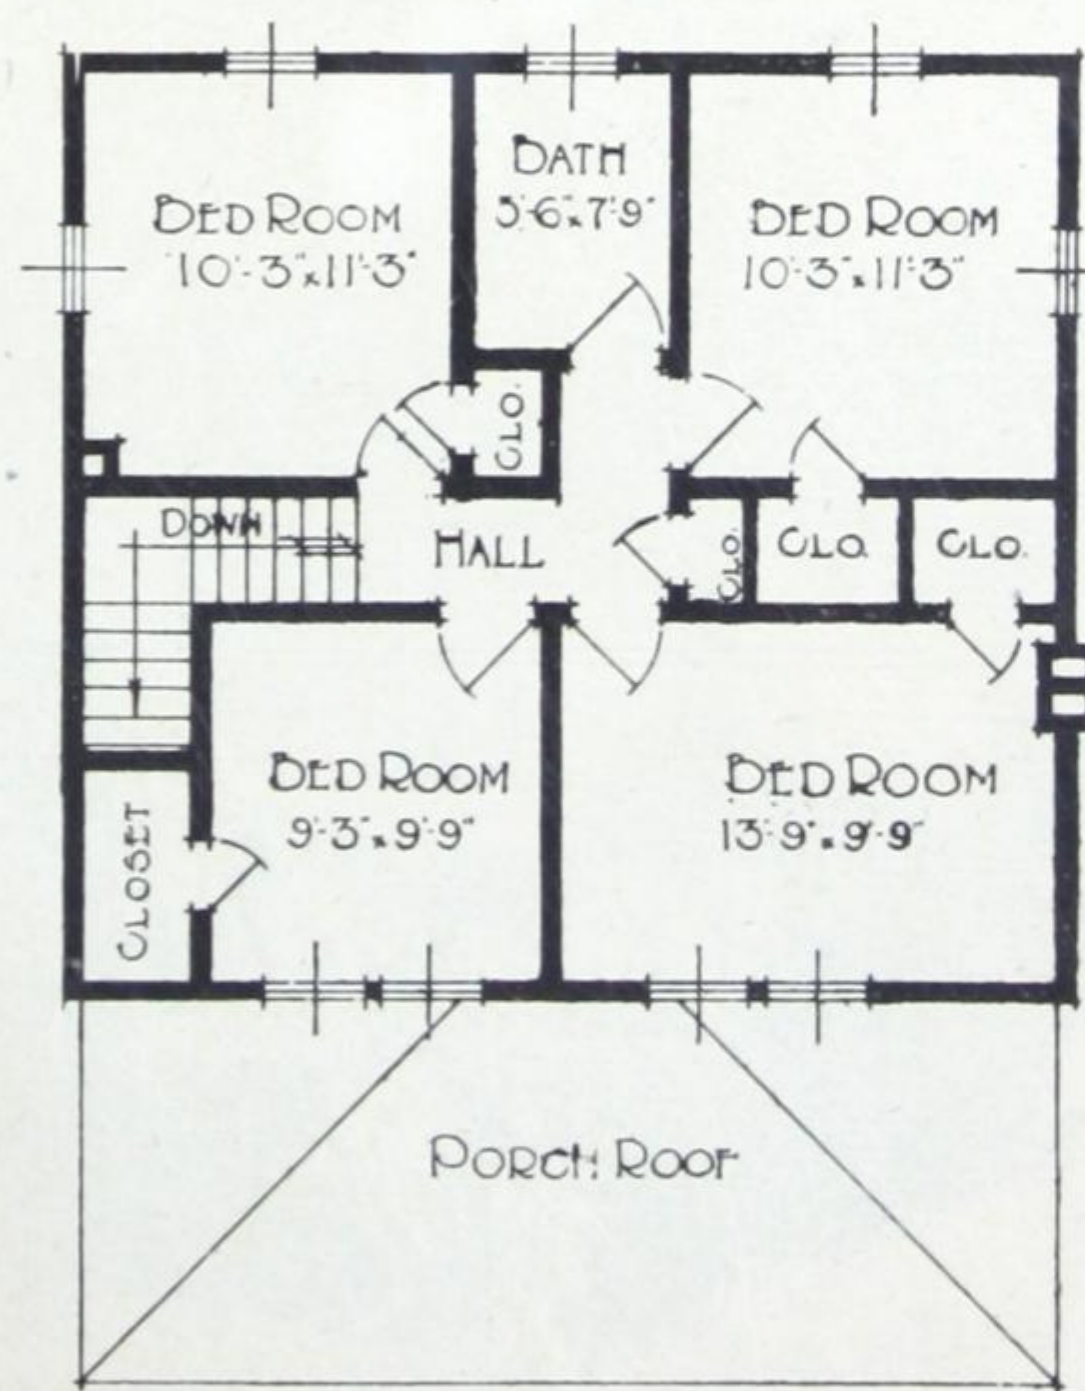 BATH
5'-6"x7'-9"
BED ROOM
10'-3"x11'-3"
BED ROOM
10'-3"x11'-3"
CLO.
DOWN
HALL
CLO.
CLO.
CLO.
BED ROOM
9'-3"x9'-9"
BED ROOM
13'-9"x9'-9"
CLOSET
PORCH ROOF